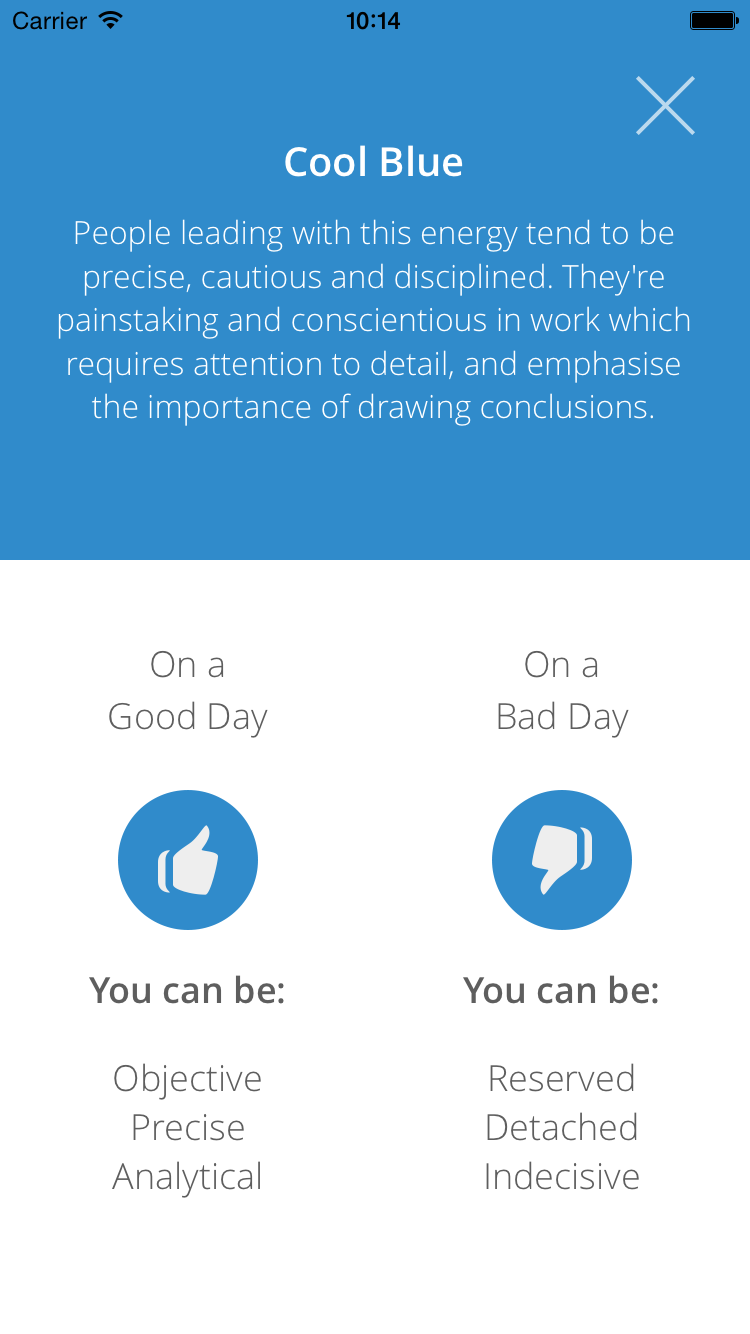 Carrier 10:14
Cool Blue
People leading with this energy tend to be
precise, cautious and disciplined. They're
painstaking and conscientious in work which
requires attention to detail, and emphasise
the importance of drawing conclusions.
On a
Good Day
You can be:
Objective
Precise
Analytical
On a
Bad Day
You can be:
Reserved
Detached
Indecisive